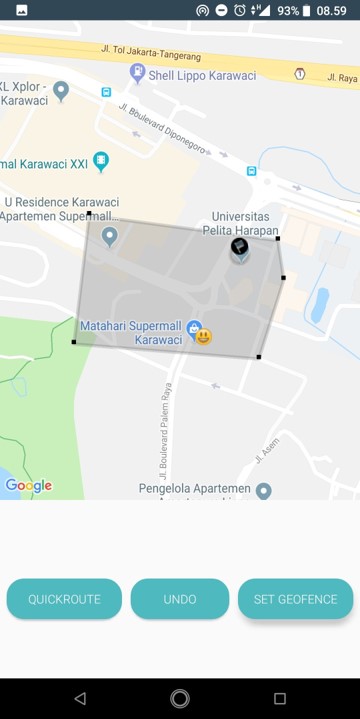 93% 08.59
Jl. Tol Jakarta-Tangerang
Shell Lippo Karawaci
Jl. Raya
XL Xplor -
Karawaci
1
Jl. Boulevard Diponegoro
mal Karawaci XXI
U Residence Karawaci
Apartemen Supermall...
Universitas
Pelita Harapan
Matahari Supermall
Karawaci
Jl. Boulevard Palem Raya
Jl. Asem
Pengelola Apartemen
Google
QUICKROUTE
UNDO
SET GEOFENCE